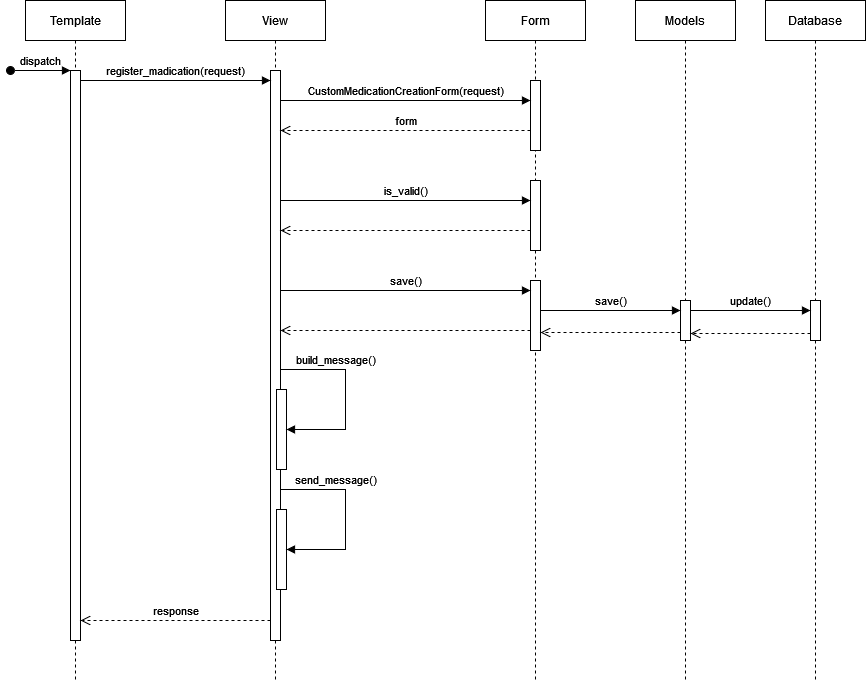 Template
View
Form
Models
Database
dispatch
register_madication(request)
CustomMedicationCreationForm(request)
form
is_valid()
save()
save()
update()
build_message()
send_message()
response